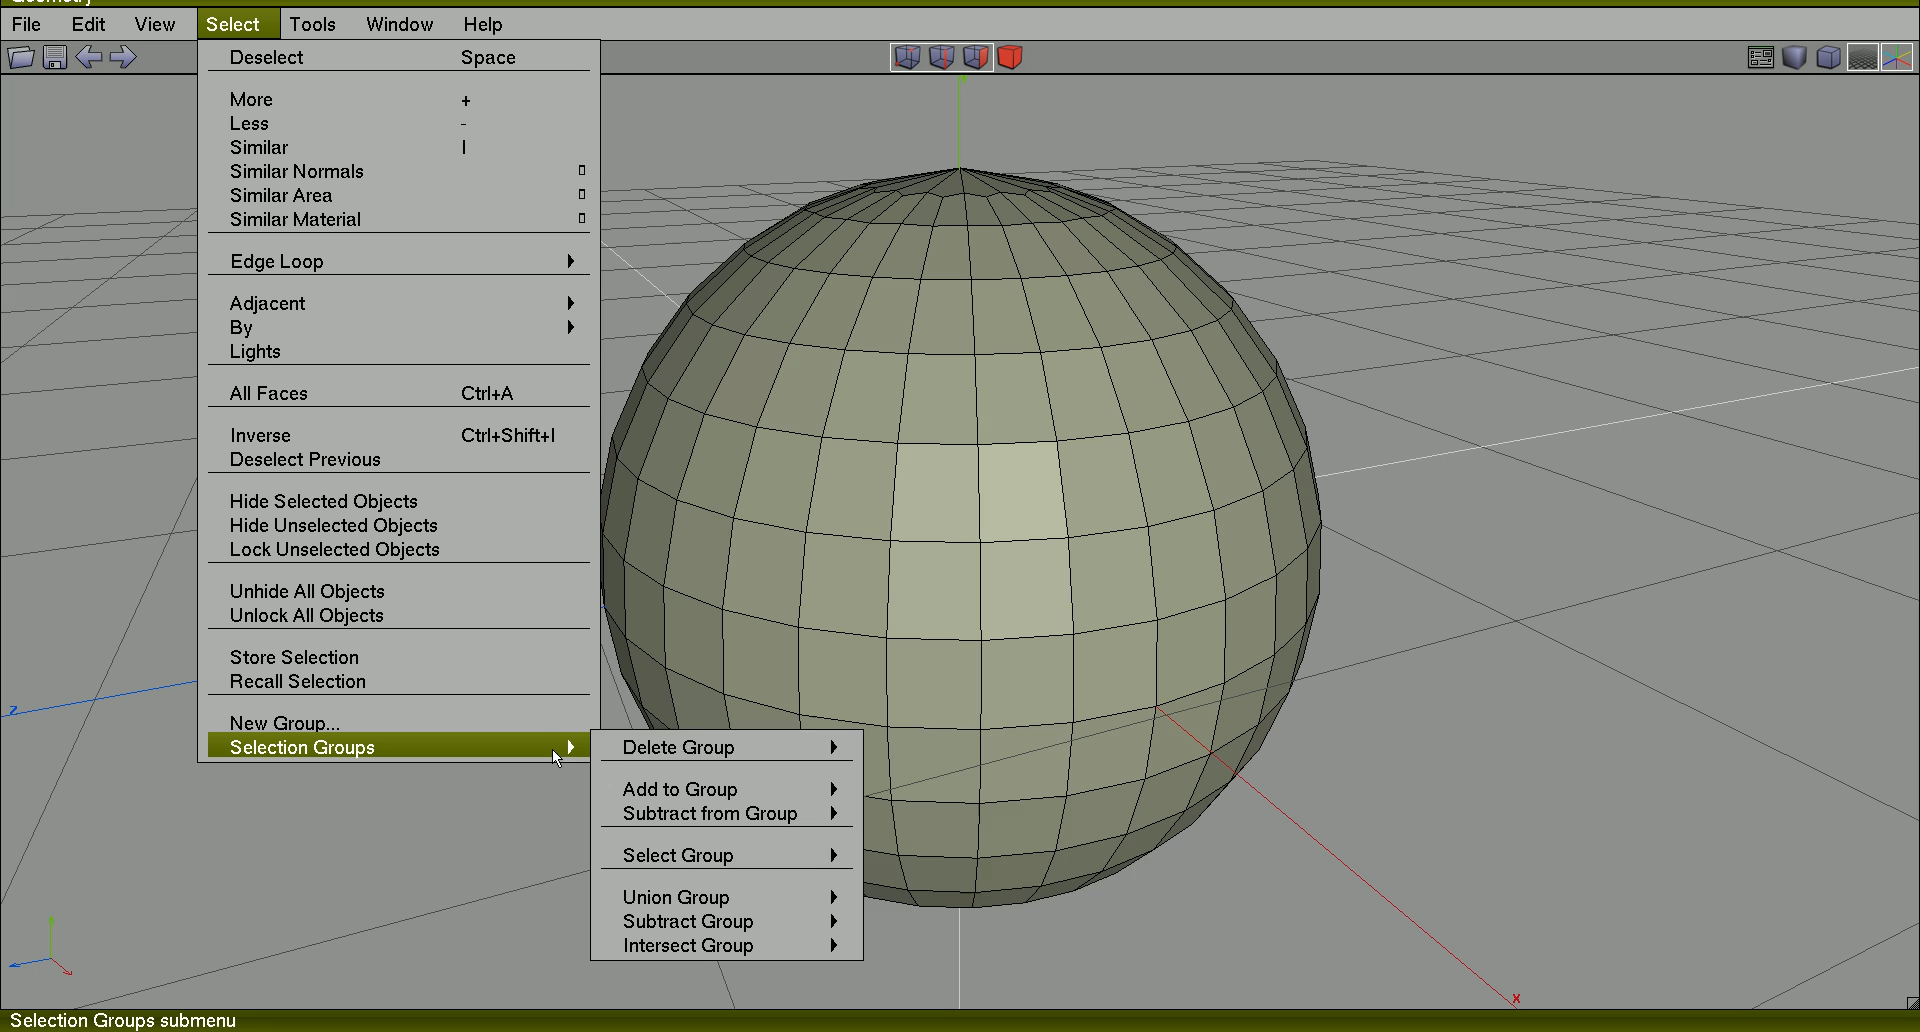 Geometry
File Edit View Select Tools Window Help
Deselect Space
More +
Less -
Similar I
Similar Normals
Similar Area
Similar Material
Edge Loop
Adjacent
By
Lights
All Faces Ctrl+A
Inverse Ctrl+Shift+I
Deselect Previous
Hide Selected Objects
Hide Unselected Objects
Lock Unselected Objects
Unhide All Objects
Unlock All Objects
Store Selection
Recall Selection
New Group...
Selection Groups
Delete Group
Add to Group
Subtract from Group
Select Group
Union Group
Subtract Group
Intersect Group
Z
X
Selection Groups submenu